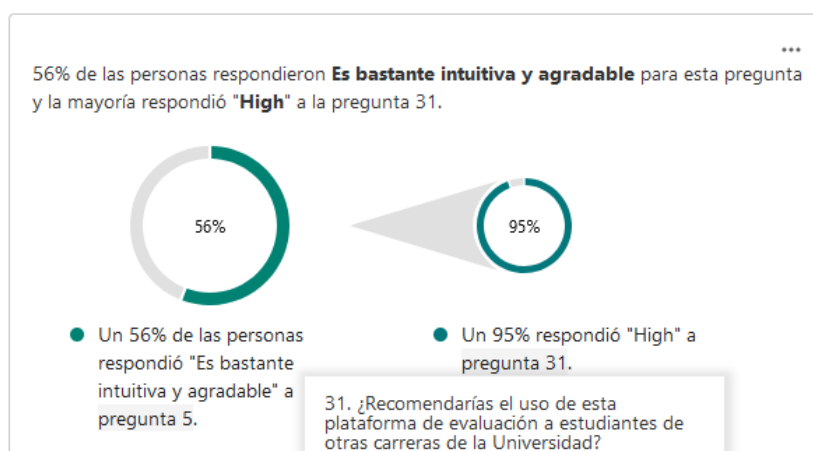 ...
56% de las personas respondieron Es bastante intuitiva y agradable para esta pregunta
y la mayoría respondió "High" a la pregunta 31.
56%
95%
Un 56% de las personas
respondió "Es bastante
intuitiva y agradable" a
pregunta 5.
Un 95% respondió "High" a
pregunta 31.
31. ¿Recomendarías el uso de esta
plataforma de evaluación a estudiantes de
otras carreras de la Universidad?